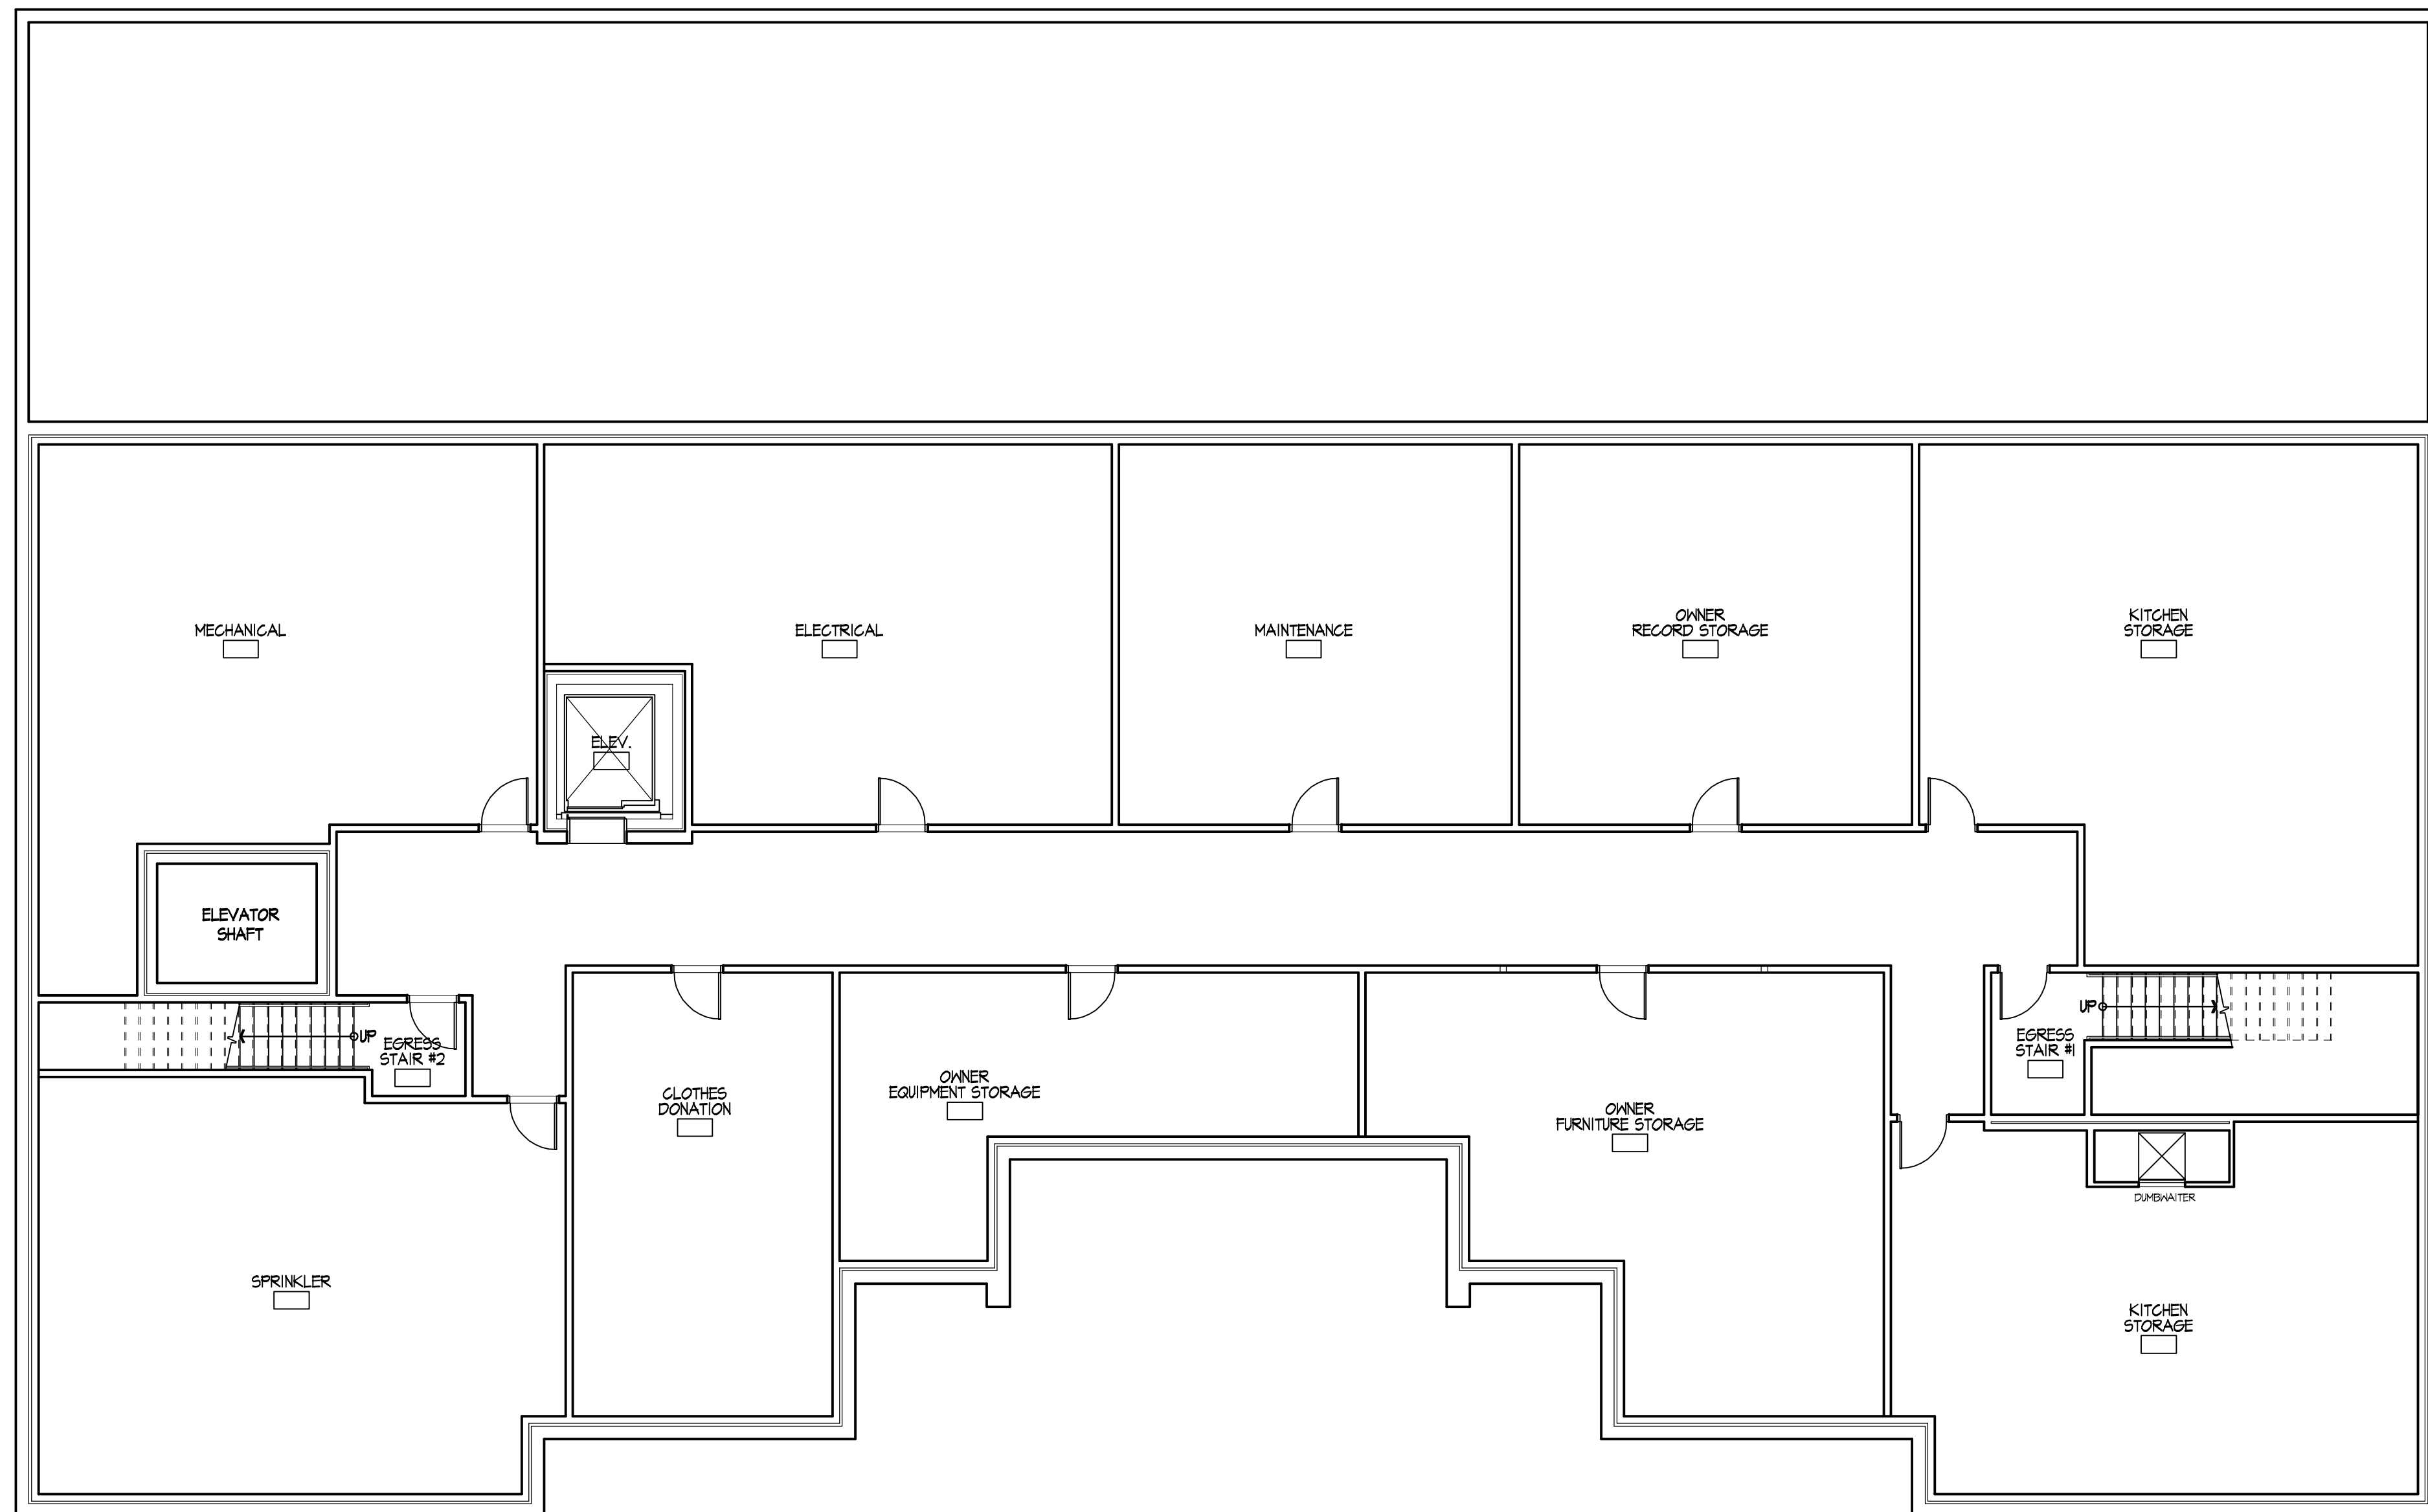 MECHANICAL
ELECTRICAL
MAINTENANCE
OWNER
RECORD STORAGE
KITCHEN
STORAGE
ELEV.
ELEVATOR
SHAFT
UP
EGRESS
STAIR #2
UP
EGRESS
STAIR #1
CLOTHES
DONATION
OWNER
EQUIPMENT STORAGE
OWNER
FURNITURE STORAGE
DUMBWAITER
SPRINKLER
KITCHEN
STORAGE